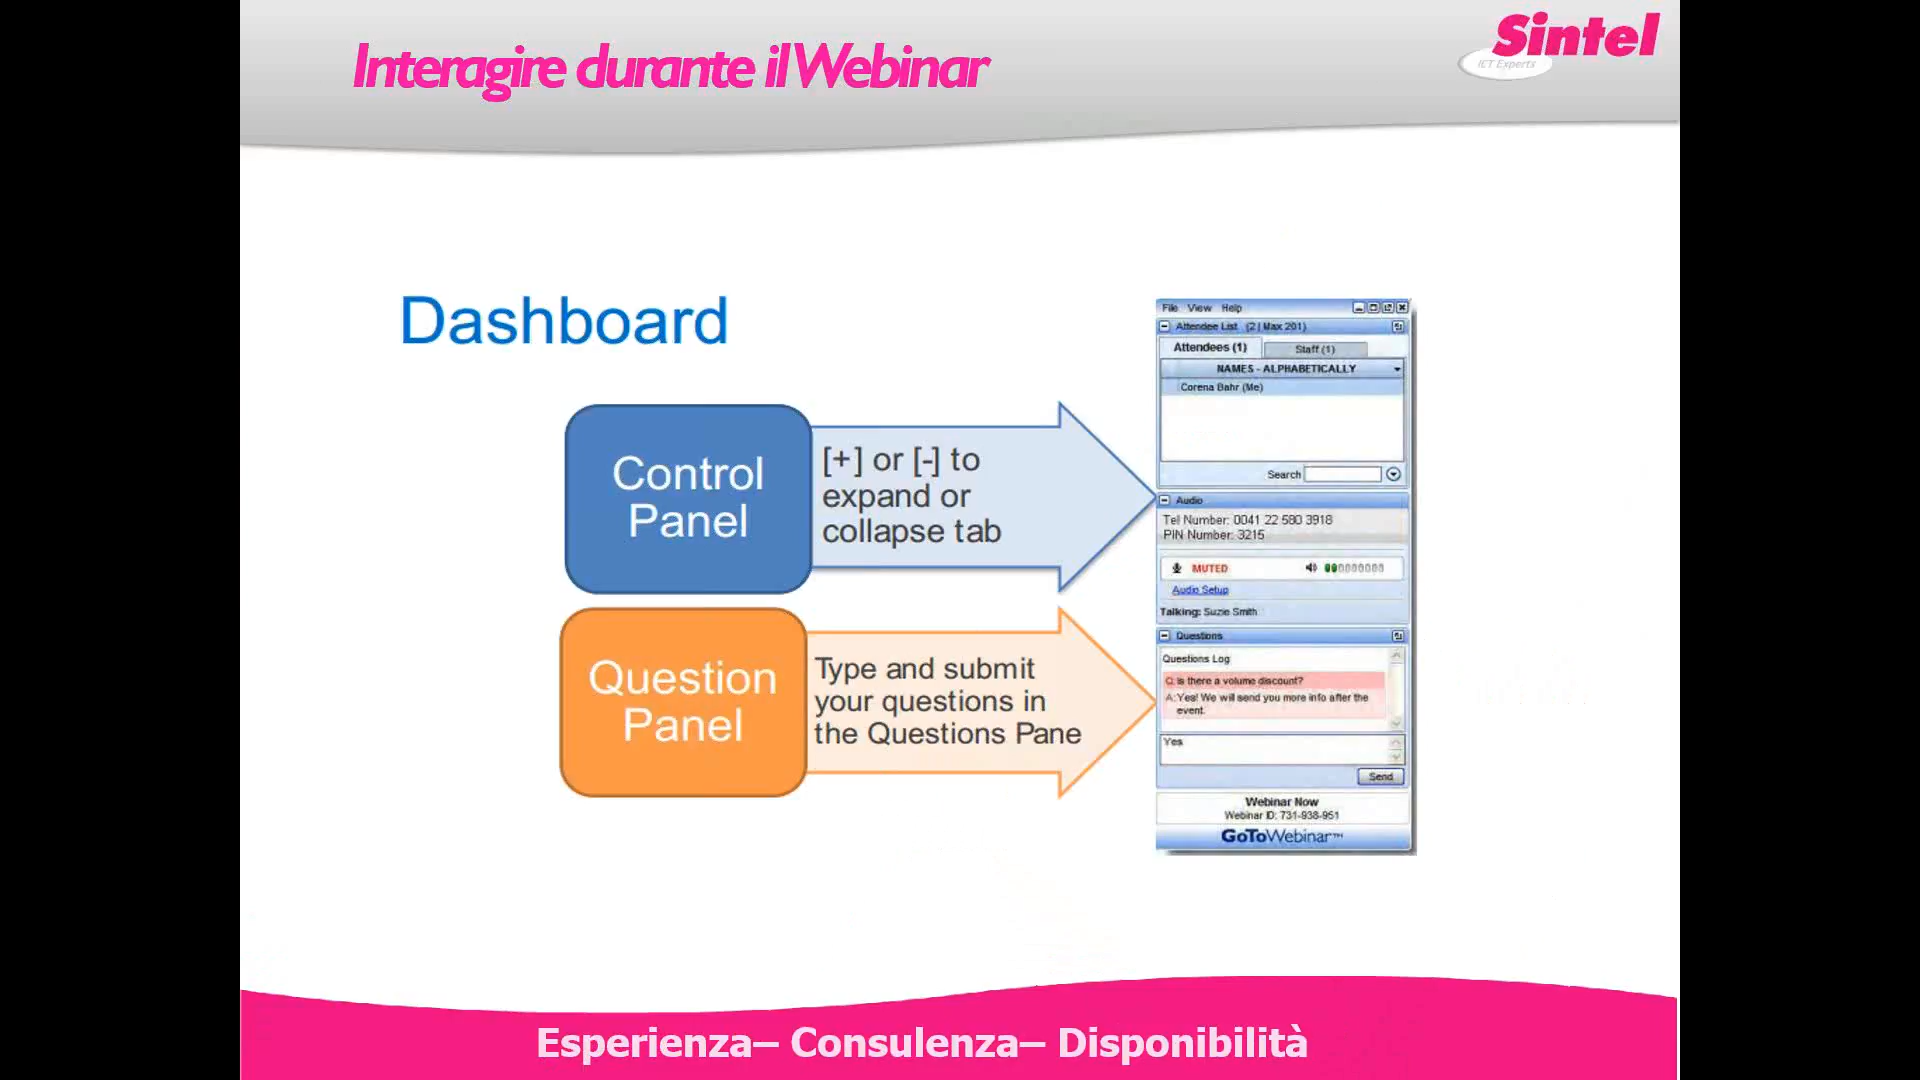 Interagire durante il Webinar
Sintel
ICT Experts
Dashboard
Control
Panel
[+] or [-] to
expand or
collapse tab
Question
Panel
Type and submit
your questions in
the Questions Pane
File View Help
Attendee List (2 | Max 201)
Attendees (1)
Staff (1)
NAMES - ALPHABETICALLY
Corena Bahr (Me)
Search
Audio
Tel Number: 0041 22 580 3918
PIN Number: 3215
MUTED
Audio Setup
Talking: Suzie Smith
Questions
Questions Log
Q: Is there a volume discount?
A: Yes! We will send you more info after the
event.
Yes
Send
Webinar Now
Webinar ID: 731-938-951
GoToWebinar™
Esperienza– Consulenza– Disponibilità